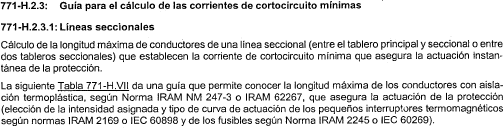 771-H.2.3: Guía para el cálculo de las corrientes de cortocircuito mínimas
771-H.2.3.1: Líneas seccionales
Cálculo de la longitud máxima de conductores de una línea seccional (entre el tablero principal y seccional o entre
dos tableros seccionales) que establecen la corriente de cortocircuito mínima que asegura la actuación instan-
tánea de la protección.
La siguiente Tabla 771-H.VII da una guía que permite conocer la longitud máxima de los conductores con aisla-
ción termoplástica, según Norma IRAM NM 247-3 o IRAM 62267, que asegura la actuación de la protección
(elección de la intensidad asignada y tipo de curva de actuación de los pequeños interruptores termomagnéticos
según normas IRAM 2169 o IEC 60898 y de los fusibles según Norma IRAM 2245 o IEC 60269).